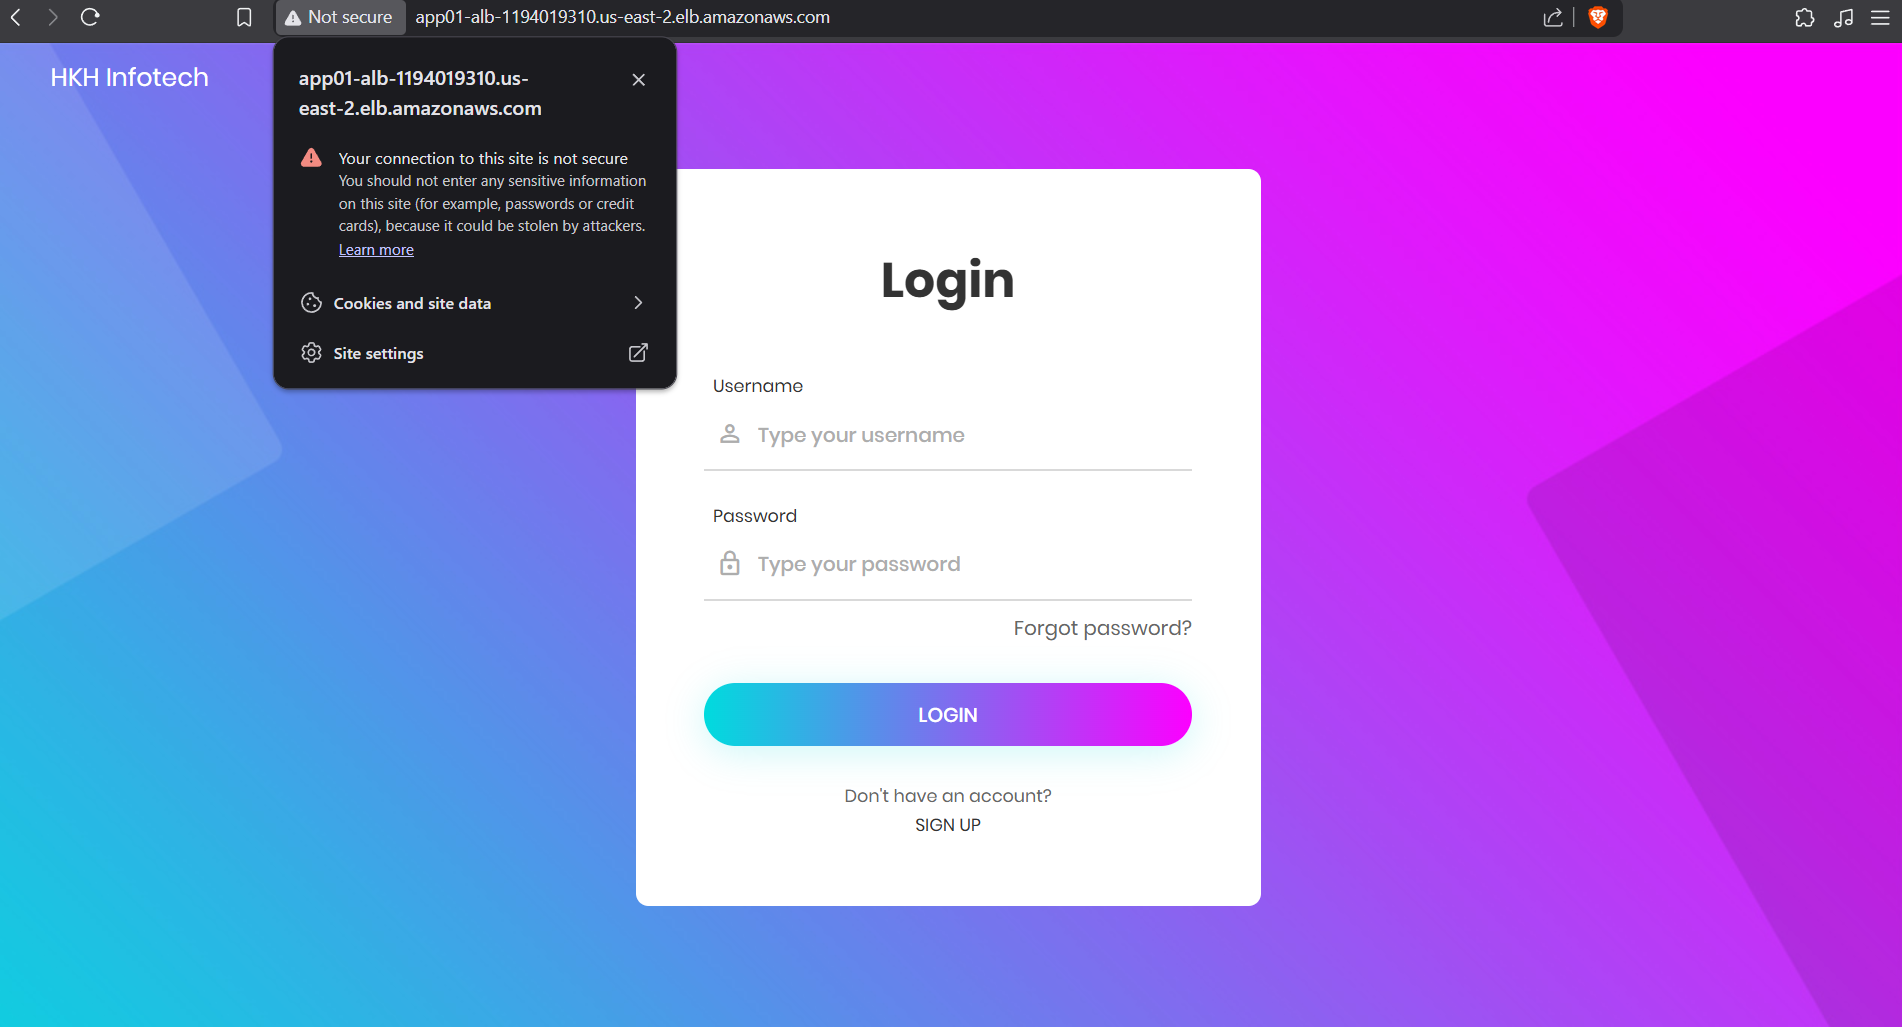 Not secure
app01-alb-1194019310.us-east-2.elb.amazonaws.com
HKH Infotech
app01-alb-1194019310.us-
east-2.elb.amazonaws.com
Your connection to this site is not secure
You should not enter any sensitive information
on this site (for example, passwords or credit
cards), because it could be stolen by attackers.
Learn more
Cookies and site data
Site settings
Login
Username
Type your username
Password
Type your password
Forgot password?
LOGIN
Don't have an account?
SIGN UP